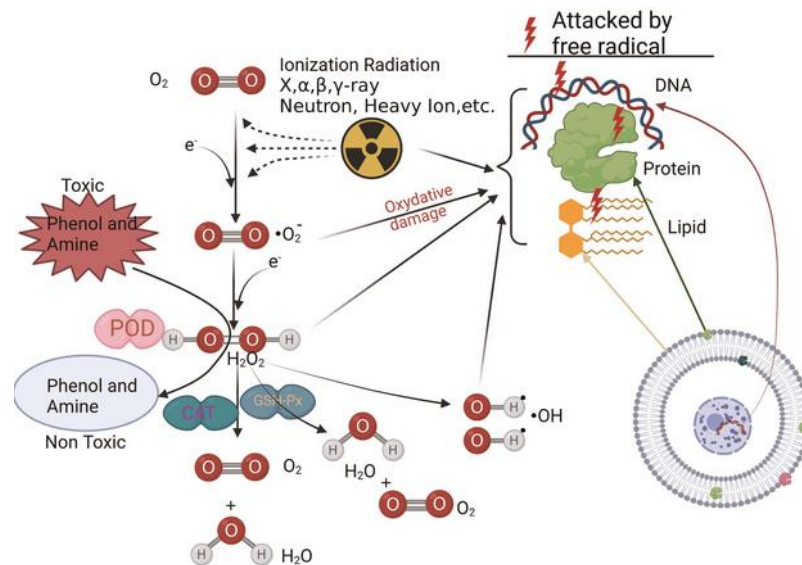 Attacked by
free radical
Ionization Radiation
X,α,β,γ-ray
Neutron, Heavy Ion,etc.
O₂
O O
DNA
e⁻
Protein
Toxic
Phenol and
Amine
Oxydative
damage
O O
•O₂⁻
Lipid
e⁻
POD
H O O H
H₂O₂
Phenol and
Amine
Non Toxic
CAT
GSH-Px
O H
•OH
O H
O
H H
H₂O
+
O O
O₂
O O
O₂
+
O
H H
H₂O